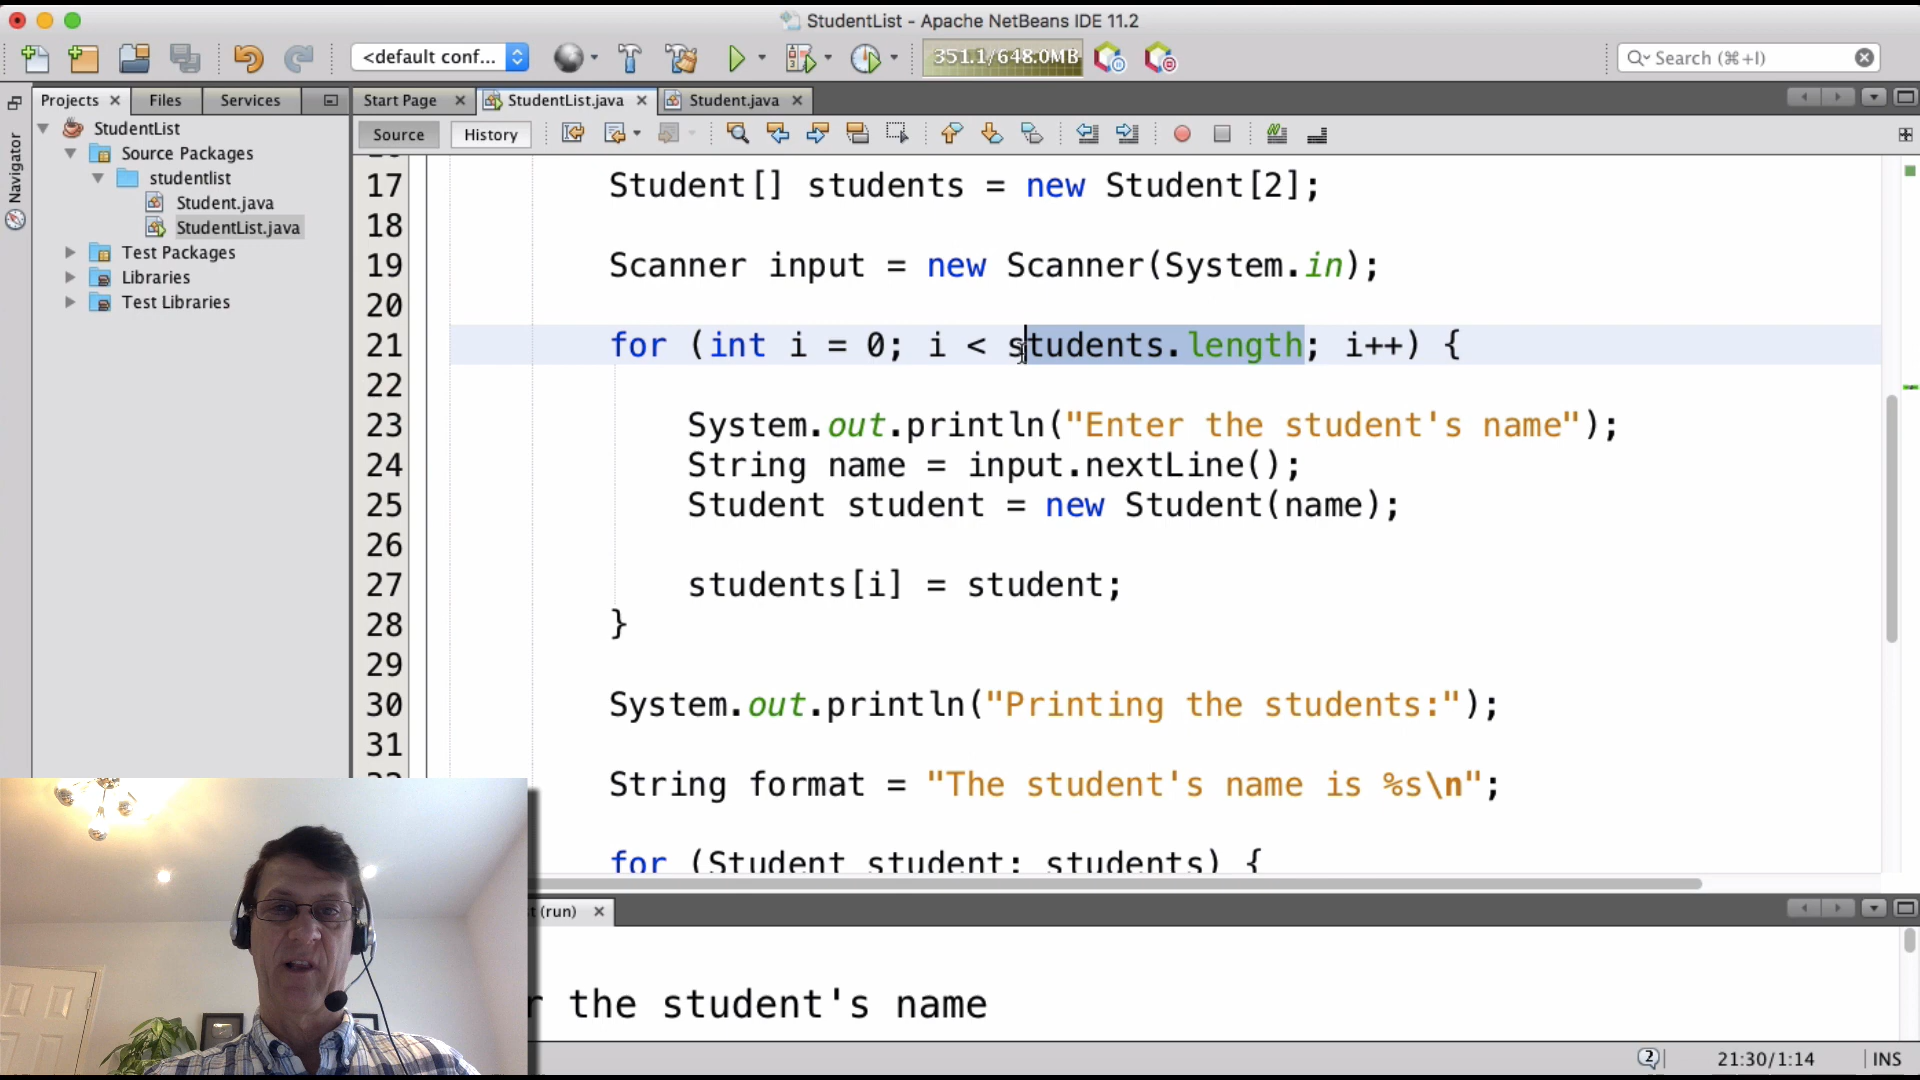 StudentList - Apache NetBeans IDE 11.2
<default conf...
351.1/648.0MB
Search (⌘+I)
Projects
Files
Services
Start Page
StudentList.java
Student.java
Navigator
Source
History
StudentList
Source Packages
studentlist
Student.java
StudentList.java
Test Packages
Libraries
Test Libraries
17 Student[] students = new Student[2];
18
19 Scanner input = new Scanner(System.in);
20
21 for (int i = 0; i < students.length; i++) {
22
23 System.out.println("Enter the student's name");
24 String name = input.nextLine();
25 Student student = new Student(name);
26
27 students[i] = student;
28 }
29
30 System.out.println("Printing the students:");
31
String format = "The student's name is %s\n";
for (Student student: students) {
(run)
the student's name
2
21:30/1:14
INS